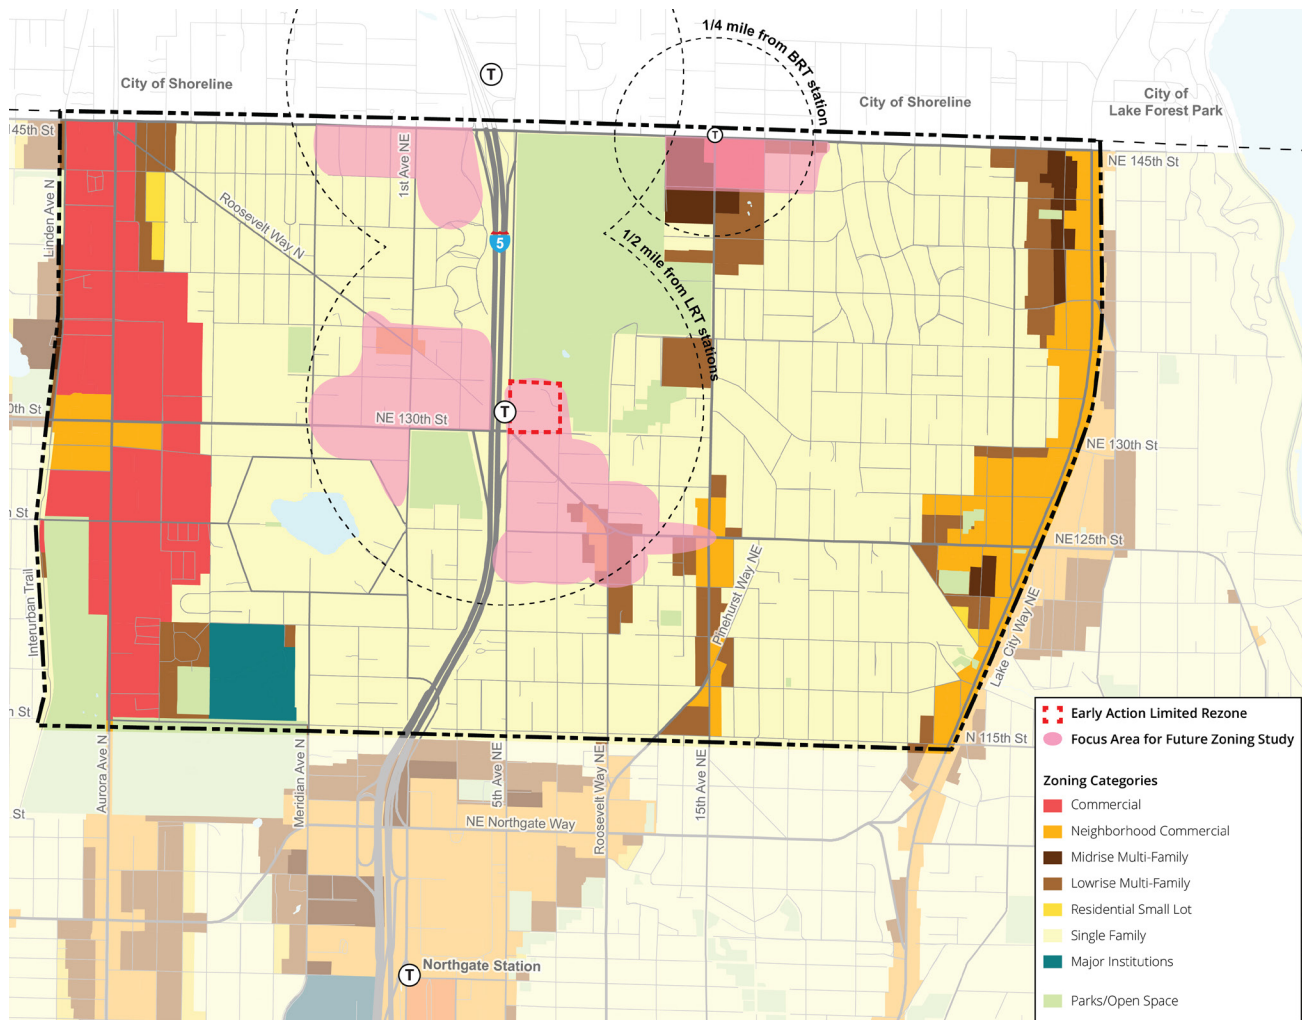 1/4 mile from BRT station
T
City of Shoreline
City of Shoreline
City of
Lake Forest Park
145th St
T
NE 145th St
1st Ave NE
Linden Ave N
Roosevelt Way N
5
1/2 mile from LRT stations
0th St
NE 130th St
T
NE 130th St
h St
NE125th St
Pinehurst Way NE
Interurban Trail
Lake City Way NE
h St
N 115th St
Aurora Ave N
Meridian Ave N
5th Ave NE
Roosevelt Way NE
15th Ave NE
St
NE Northgate Way
T
Northgate Station
Early Action Limited Rezone
Focus Area for Future Zoning Study
Zoning Categories
Commercial
Neighborhood Commercial
Midrise Multi-Family
Lowrise Multi-Family
Residential Small Lot
Single Family
Major Institutions
Parks/Open Space